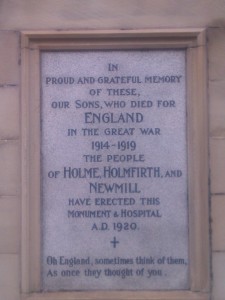 IN
PROUD AND GRATEFUL MEMORY
OF THESE,
OUR SONS, WHO DIED FOR
ENGLAND
IN THE GREAT WAR
1914-1919
THE PEOPLE
OF HOLME, HOLMFIRTH, AND
NEWMILL
HAVE ERECTED THIS
MONUMENT & HOSPITAL
A.D. 1920.
Oh England, sometimes think of them,
As once they thought of you.